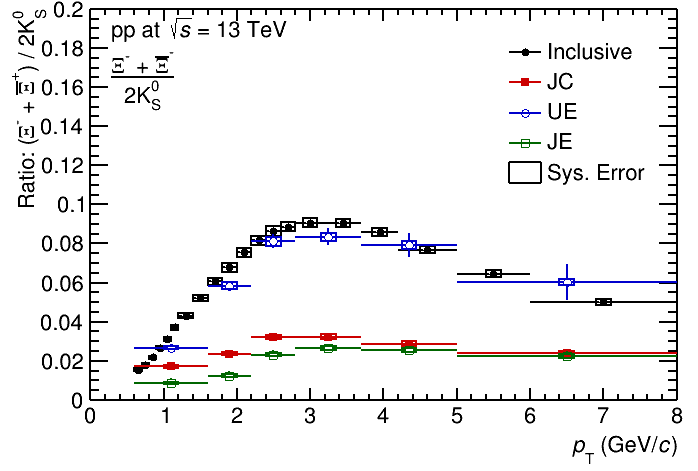 pp at √s = 13 TeV
Ξ⁻ + Ξ̅⁻
2K⁰_S
Inclusive
JC
UE
JE
Sys. Error
Ratio: (Ξ⁻ + Ξ̅⁺) / 2K⁰_S
0.2
0.18
0.16
0.14
0.12
0.1
0.08
0.06
0.04
0.02
0
0 1 2 3 4 5 6 7 8
p_T (GeV/c)